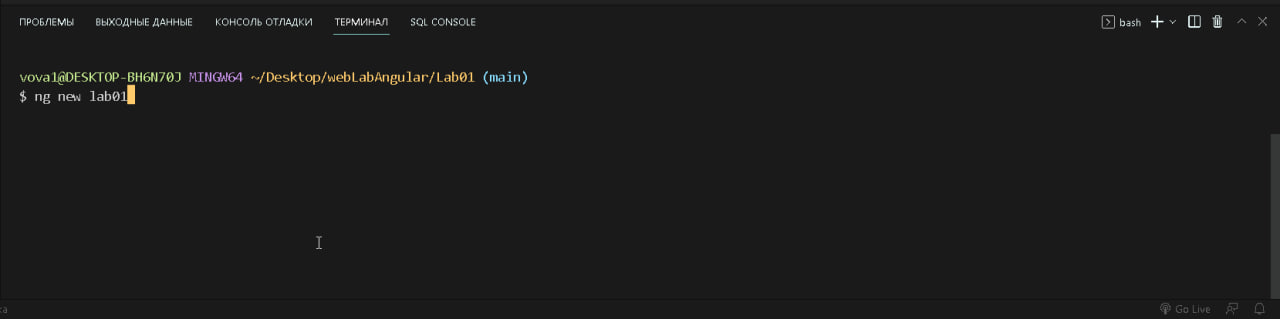 ПРОБЛЕМЫ ВЫХОДНЫЕ ДАННЫЕ КОНСОЛЬ ОТЛАДКИ ТЕРМИНАЛ SQL CONSOLE bash
vova1@DESKTOP-BH6N70J MINGW64 ~/Desktop/webLabAngular/Lab01 (main)
$ ng new lab01
ка Go Live